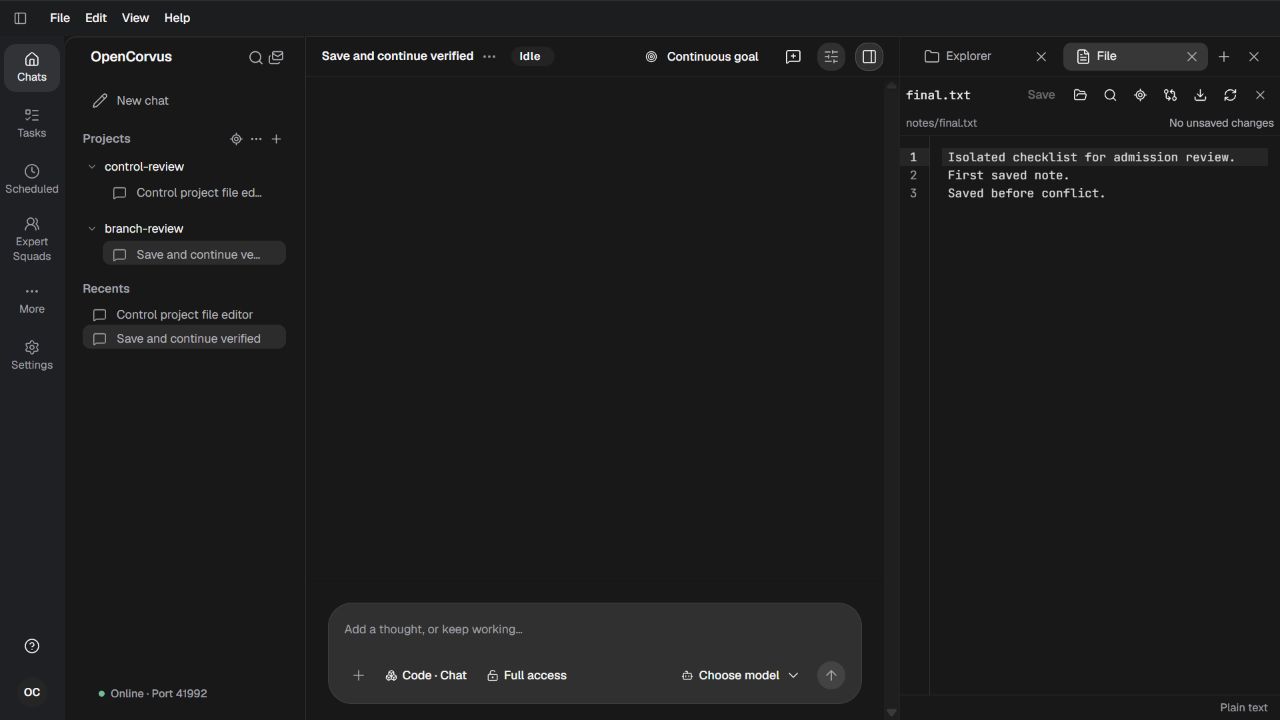 File Edit View Help
Chats
Tasks
Scheduled
Expert
Squads
More
Settings
OC
OpenCorvus
New chat
Projects
control-review
Control project file ed...
branch-review
Save and continue ve...
Recents
Control project file editor
Save and continue verified
Online · Port 41992
Save and continue verified ... Idle Continuous goal
Add a thought, or keep working...
Code · Chat Full access Choose model
Explorer File
final.txt Save
notes/final.txt No unsaved changes
1 Isolated checklist for admission review.
2 First saved note.
3 Saved before conflict.
Plain text